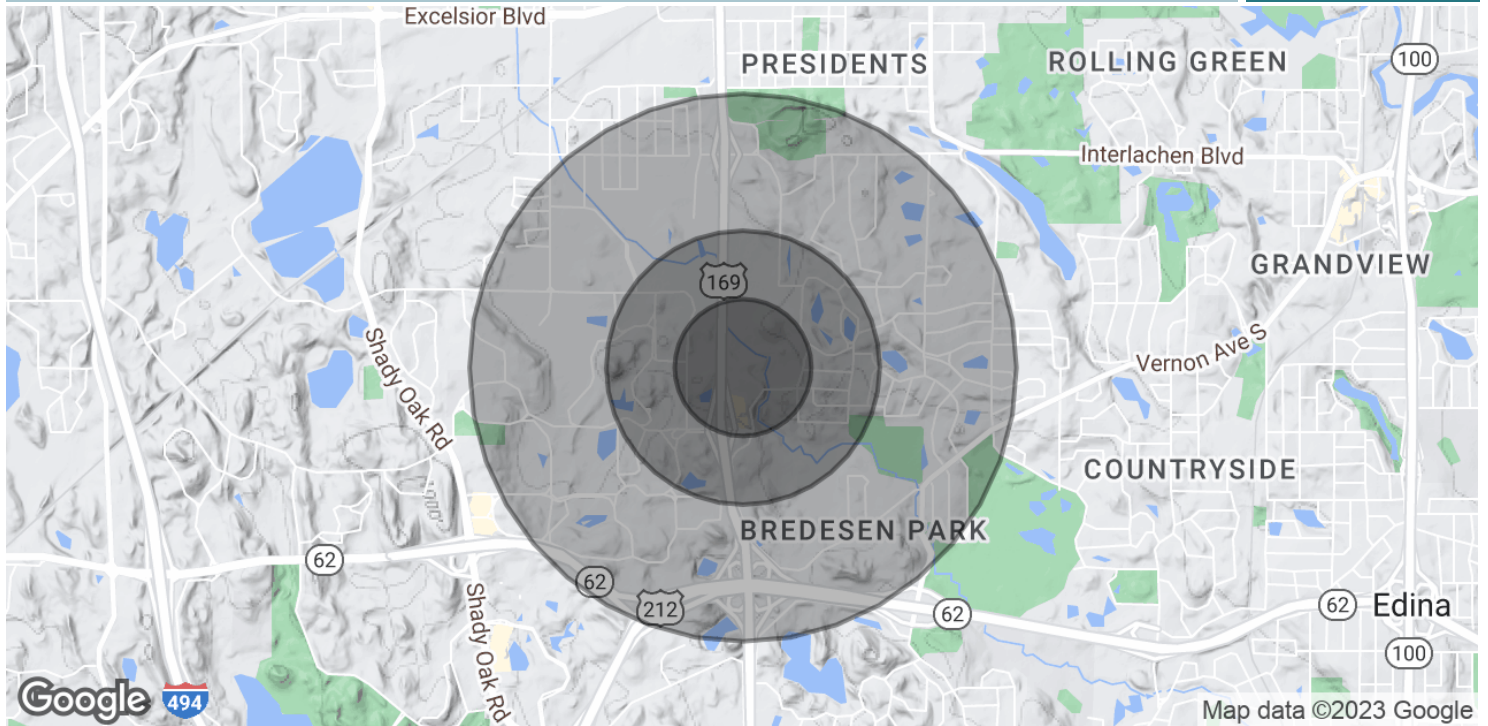 Excelsior Blvd
PRESIDENTS
ROLLING GREEN
100
Interlachen Blvd
GRANDVIEW
169
Shady Oak Rd
Vernon Ave S
COUNTRYSIDE
BREDESEN PARK
62
62
212
62
62
Edina
Shady Oak Rd
100
Google
494
Map data ©2023 Google